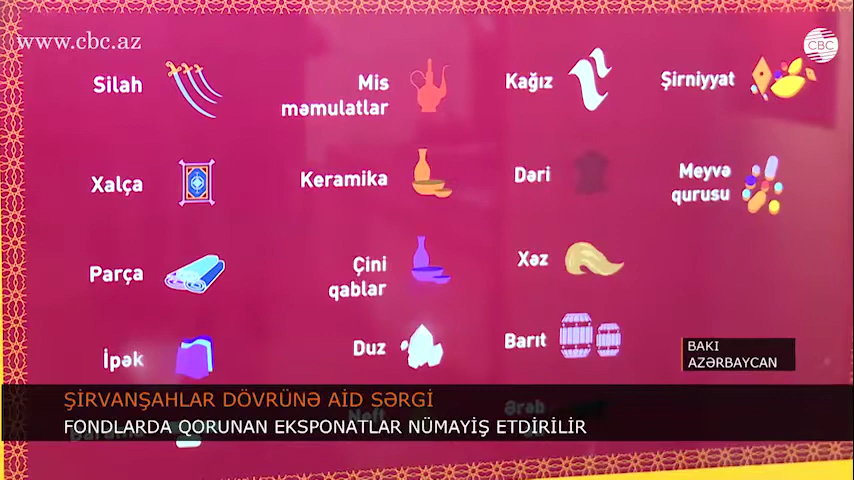 www.cbc.az
CBC
Silah
Mis
məmulatlar
Kağız
Şirniyyat
Xalça
Keramika
Dəri
Meyvə
qurusu
Parça
Çini
qablar
Xəz
İpək
Duz
Barıt
BAKI
AZƏRBAYCAN
ŞİRVANŞAHLAR DÖVRÜNƏ AİD SƏRGİ
FONDLARDA QORUNAN EKSPONATLAR NÜMAYİŞ ETDİRİLİR